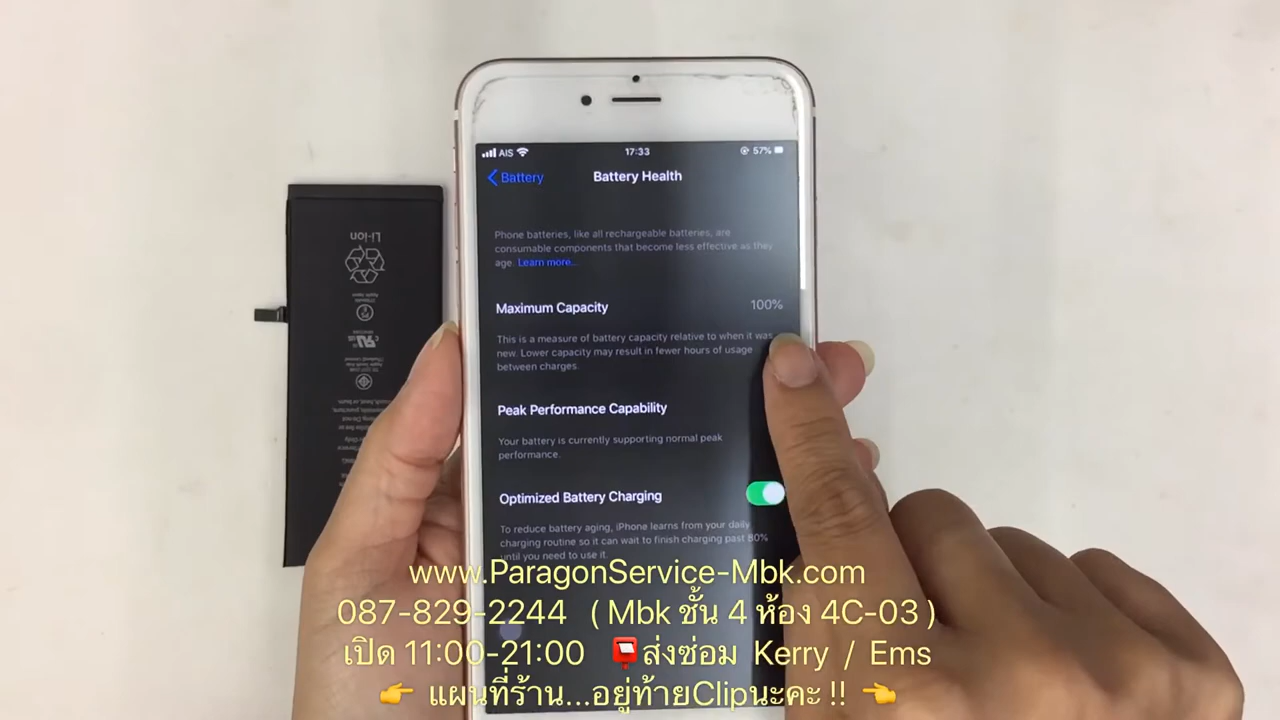 AIS 17:33 57%
Battery Battery Health
Phone batteries, like all rechargeable batteries, are
consumable components that become less effective as they
age. Learn more...
Maximum Capacity 100%
This is a measure of battery capacity relative to when it was
new. Lower capacity may result in fewer hours of usage
between charges.
Peak Performance Capability
Your battery is currently supporting normal peak
performance.
Optimized Battery Charging
To reduce battery aging, iPhone learns from your daily
charging routine so it can wait to finish charging past 80%
until you need to use it.
Li-ion
www.ParagonService-Mbk.com
087-829-2244 ( Mbk ชั้น 4 ห้อง 4C-03 )
เปิด 11:00-21:00 📮ส่งซ่อม Kerry / Ems
👉 แผนที่ร้าน...อยู่ท้ายClipนะคะ !! 👈